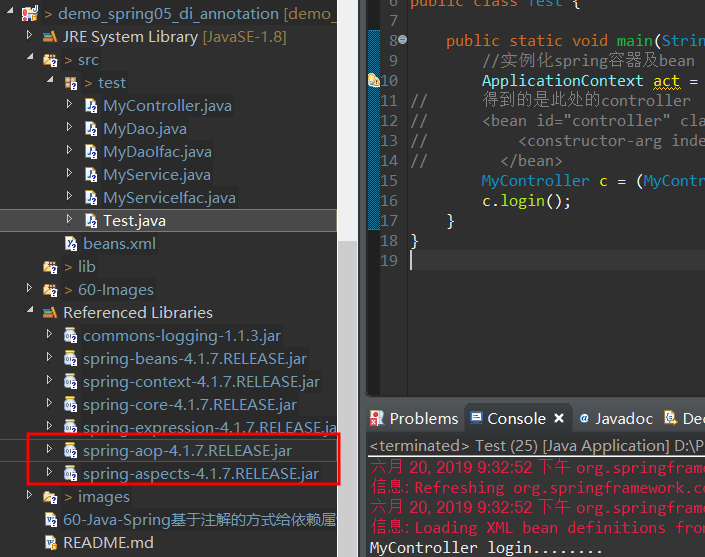 > demo_spring05_di_annotation [demo_
JRE System Library [JavaSE-1.8]
> src
> test
MyController.java
MyDao.java
MyDaoIfac.java
MyService.java
MyServiceIfac.java
Test.java
beans.xml
> lib
> 60-Images
Referenced Libraries
commons-logging-1.1.3.jar
spring-beans-4.1.7.RELEASE.jar
spring-context-4.1.7.RELEASE.jar
spring-core-4.1.7.RELEASE.jar
spring-expression-4.1.7.RELEASE.ja
spring-aop-4.1.7.RELEASE.jar
spring-aspects-4.1.7.RELEASE.jar
> images
60-Java-Spring基于注解的方式给依赖属
README.md
6 public class Test {
7
8 public static void main(Strin
9 //实例化spring容器及bean
10 ApplicationContext act =
11 // 得到的是此处的controller
12 // <bean id="controller" cla
13 // <constructor-arg inde
14 // </bean>
15 MyController c = (MyContr
16 c.login();
17 }
18 }
19
Problems Console Javadoc Dec
<terminated> Test (25) [Java Application] D:\P
六月 20, 2019 9:32:52 下午 org.springframe
信息: Refreshing org.springframework.co
六月 20, 2019 9:32:52 下午 org.springframe
信息: Loading XML bean definitions from
MyController login........